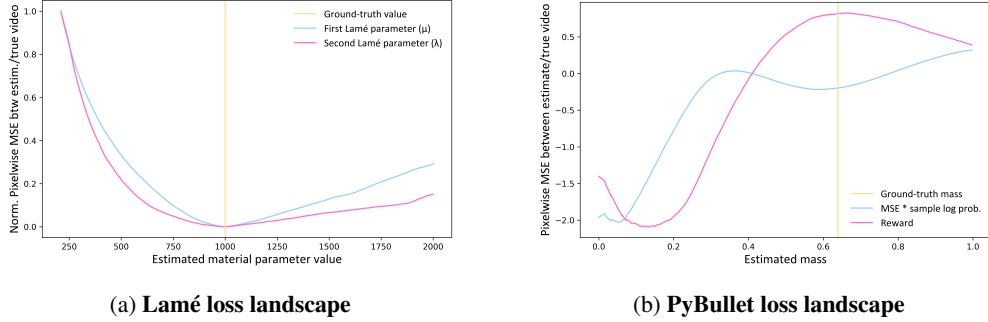 1.0
0.8
0.6
0.4
0.2
0.0
Norm. Pixelwise MSE btw estim./true video
Ground-truth value
First Lamé parameter (μ)
Second Lamé parameter (λ)
250
500
750
1000
1250
1500
1750
2000
Estimated material parameter value
(a) Lamé loss landscape
0.5
0.0
−0.5
−1.0
−1.5
−2.0
Pixelwise MSE between estimate/true video
Ground-truth mass
MSE * sample log prob.
Reward
0.0
0.2
0.4
0.6
0.8
1.0
Estimated mass
(b) PyBullet loss landscape